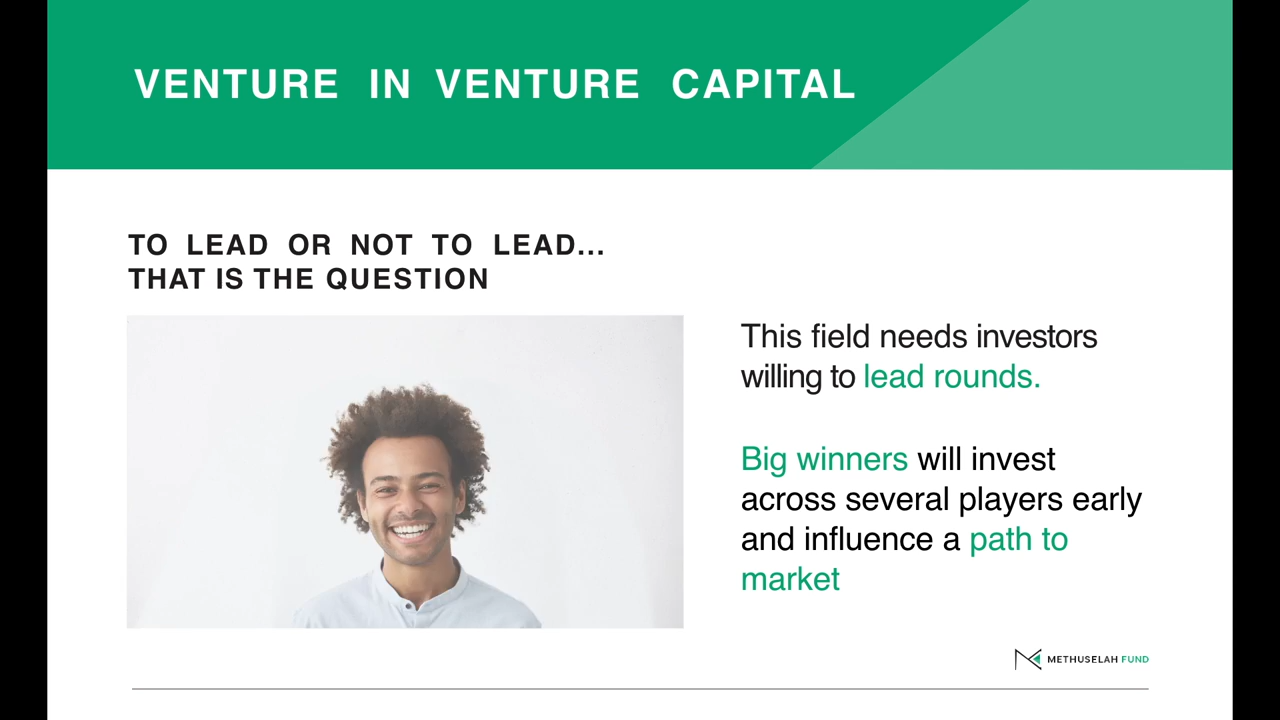 VENTURE IN VENTURE CAPITAL
TO LEAD OR NOT TO LEAD...
THAT IS THE QUESTION
This field needs investors
willing to lead rounds.
Big winners will invest
across several players early
and influence a path to
market
METHUSELAH FUND